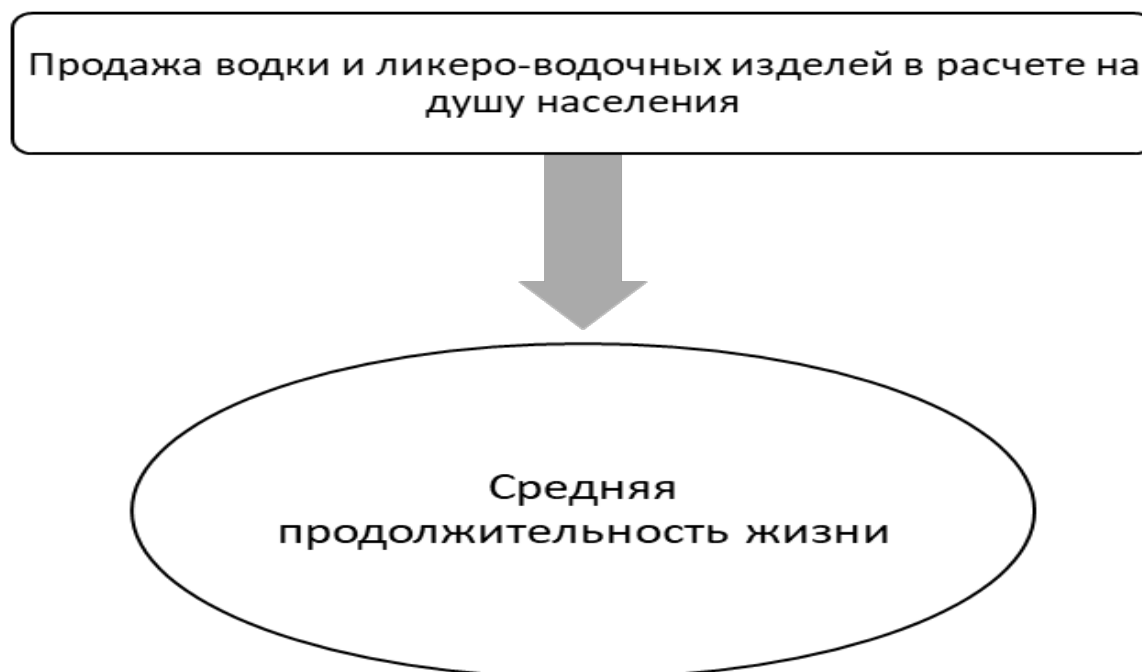 Продажа водки и ликеро-водочных изделей в расчете на
душу населения
Средняя
продолжительность жизни